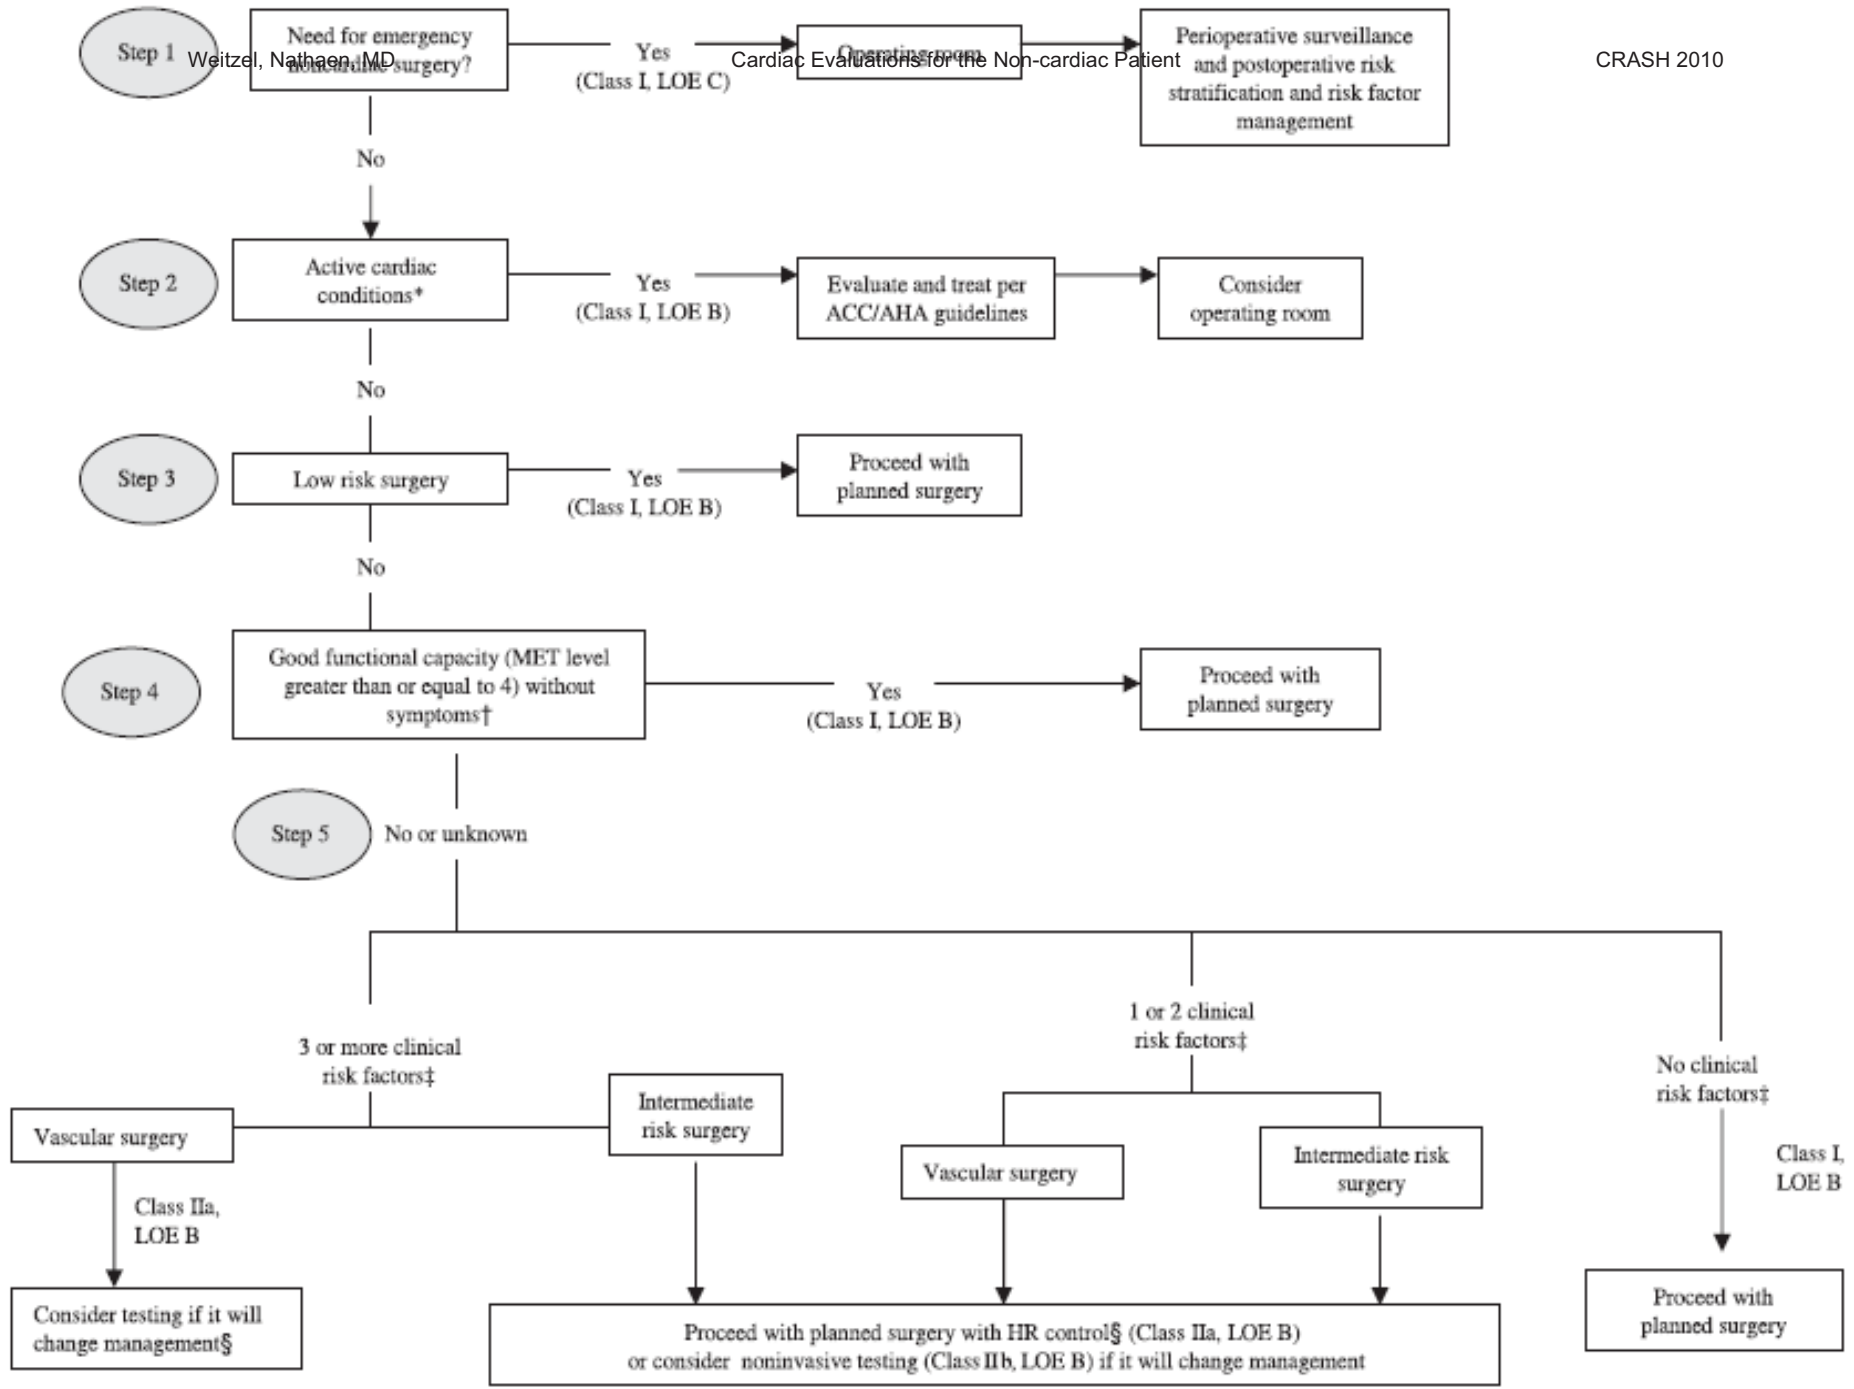 Weitzel, Nathaen, MD
Cardiac Evaluations for the Non-cardiac Patient
CRASH 2010
Step 1
Need for emergency
noncardiac surgery?
Yes
(Class I, LOE C)
Operating room
Perioperative surveillance
and postoperative risk
stratification and risk factor
management
No
Step 2
Active cardiac
conditions*
Yes
(Class I, LOE B)
Evaluate and treat per
ACC/AHA guidelines
Consider
operating room
No
Step 3
Low risk surgery
Yes
(Class I, LOE B)
Proceed with
planned surgery
No
Step 4
Good functional capacity (MET level
greater than or equal to 4) without
symptoms†
Yes
(Class I, LOE B)
Proceed with
planned surgery
Step 5
No or unknown
3 or more clinical
risk factors‡
Vascular surgery
Class IIa,
LOE B
Consider testing if it will
change management§
Intermediate
risk surgery
1 or 2 clinical
risk factors‡
Vascular surgery
Intermediate risk
surgery
Proceed with planned surgery with HR control§ (Class IIa, LOE B)
or consider noninvasive testing (Class IIb, LOE B) if it will change management
No clinical
risk factors‡
Class I,
LOE B
Proceed with
planned surgery